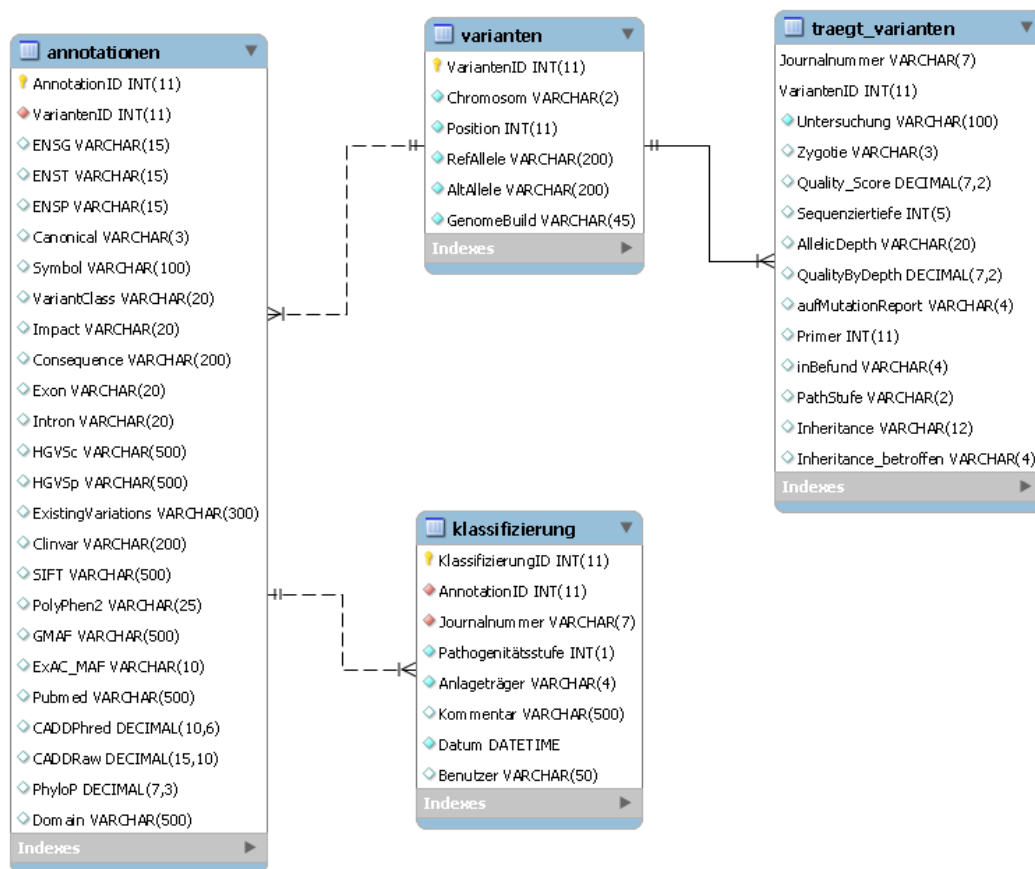 annotationen
AnnotationID INT(11)
VariantenID INT(11)
ENSG VARCHAR(15)
ENST VARCHAR(15)
ENSP VARCHAR(15)
Canonical VARCHAR(3)
Symbol VARCHAR(100)
VariantClass VARCHAR(20)
Impact VARCHAR(20)
Consequence VARCHAR(200)
Exon VARCHAR(20)
Intron VARCHAR(20)
HGVSc VARCHAR(500)
HGVSp VARCHAR(500)
ExistingVariations VARCHAR(300)
Clinvar VARCHAR(200)
SIFT VARCHAR(500)
PolyPhen2 VARCHAR(25)
GMAF VARCHAR(500)
ExAC_MAF VARCHAR(10)
Pubmed VARCHAR(500)
CADDPhred DECIMAL(10,6)
CADDRaw DECIMAL(15,10)
PhyloP DECIMAL(7,3)
Domain VARCHAR(500)
Indexes
varianten
VariantenID INT(11)
Chromosom VARCHAR(2)
Position INT(11)
RefAllele VARCHAR(200)
AltAllele VARCHAR(200)
GenomeBuild VARCHAR(45)
Indexes
klassifizierung
KlassifizierungID INT(11)
AnnotationID INT(11)
Journalnummer VARCHAR(7)
Pathogenitätsstufe INT(1)
Anlageträger VARCHAR(4)
Kommentar VARCHAR(500)
Datum DATETIME
Benutzer VARCHAR(50)
Indexes
traegt_varianten
Journalnummer VARCHAR(7)
VariantenID INT(11)
Untersuchung VARCHAR(100)
Zygotie VARCHAR(3)
Quality_Score DECIMAL(7,2)
Sequenziertiefe INT(5)
AllelicDepth VARCHAR(20)
QualityByDepth DECIMAL(7,2)
aufMutationReport VARCHAR(4)
Primer INT(11)
inBefund VARCHAR(4)
PathStufe VARCHAR(2)
Inheritance VARCHAR(12)
Inheritance_betroffen VARCHAR(4)
Indexes